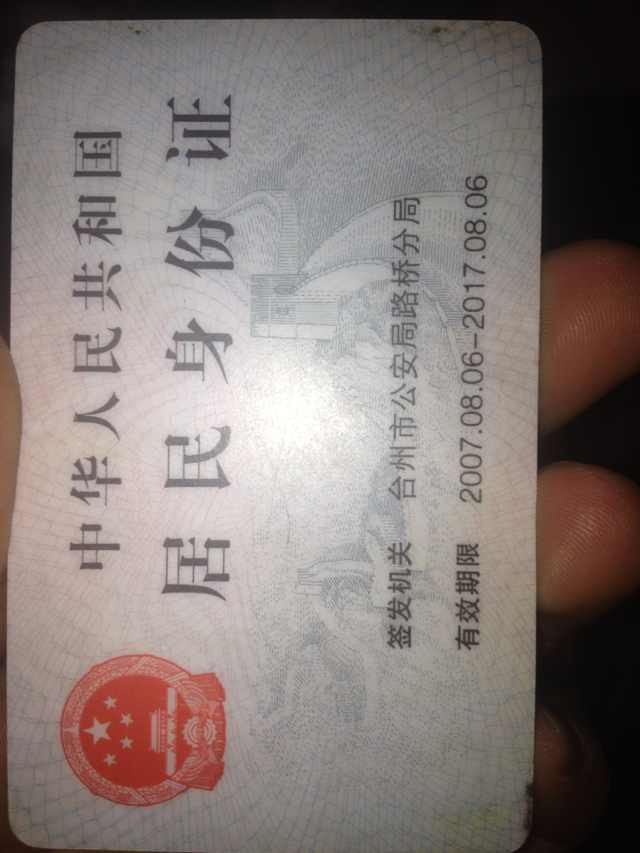 中华人民共和国
居民身份证
签发机关 台州市公安局路桥分局
有效期限 2007.08.06-2017.08.06